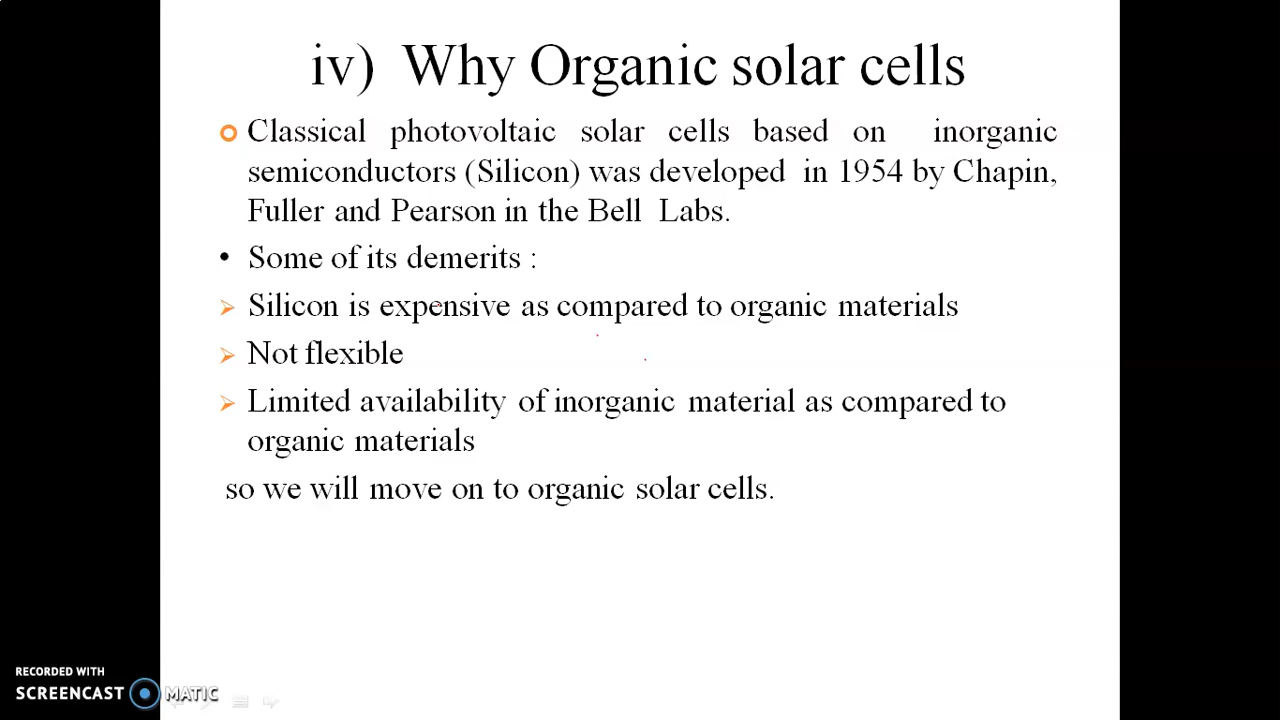 iv) Why Organic solar cells
Classical photovoltaic solar cells based on inorganic
semiconductors (Silicon) was developed in 1954 by Chapin,
Fuller and Pearson in the Bell Labs.
• Some of its demerits :
Silicon is expensive as compared to organic materials
Not flexible
Limited availability of inorganic material as compared to
organic materials
so we will move on to organic solar cells.
RECORDED WITH
SCREENCAST MATIC